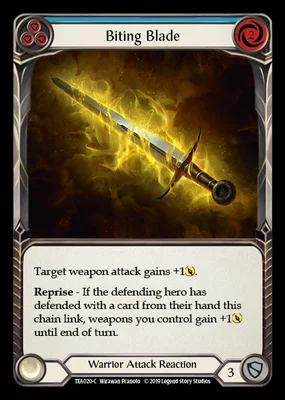 Biting Blade
2
Target weapon attack gains +1.
Reprise - If the defending hero has
defended with a card from their hand this
chain link, weapons you control gain +1
until end of turn.
Warrior Attack Reaction
3
TEA020-C Wirawan Pranoto ©2019 Legend Story Studios